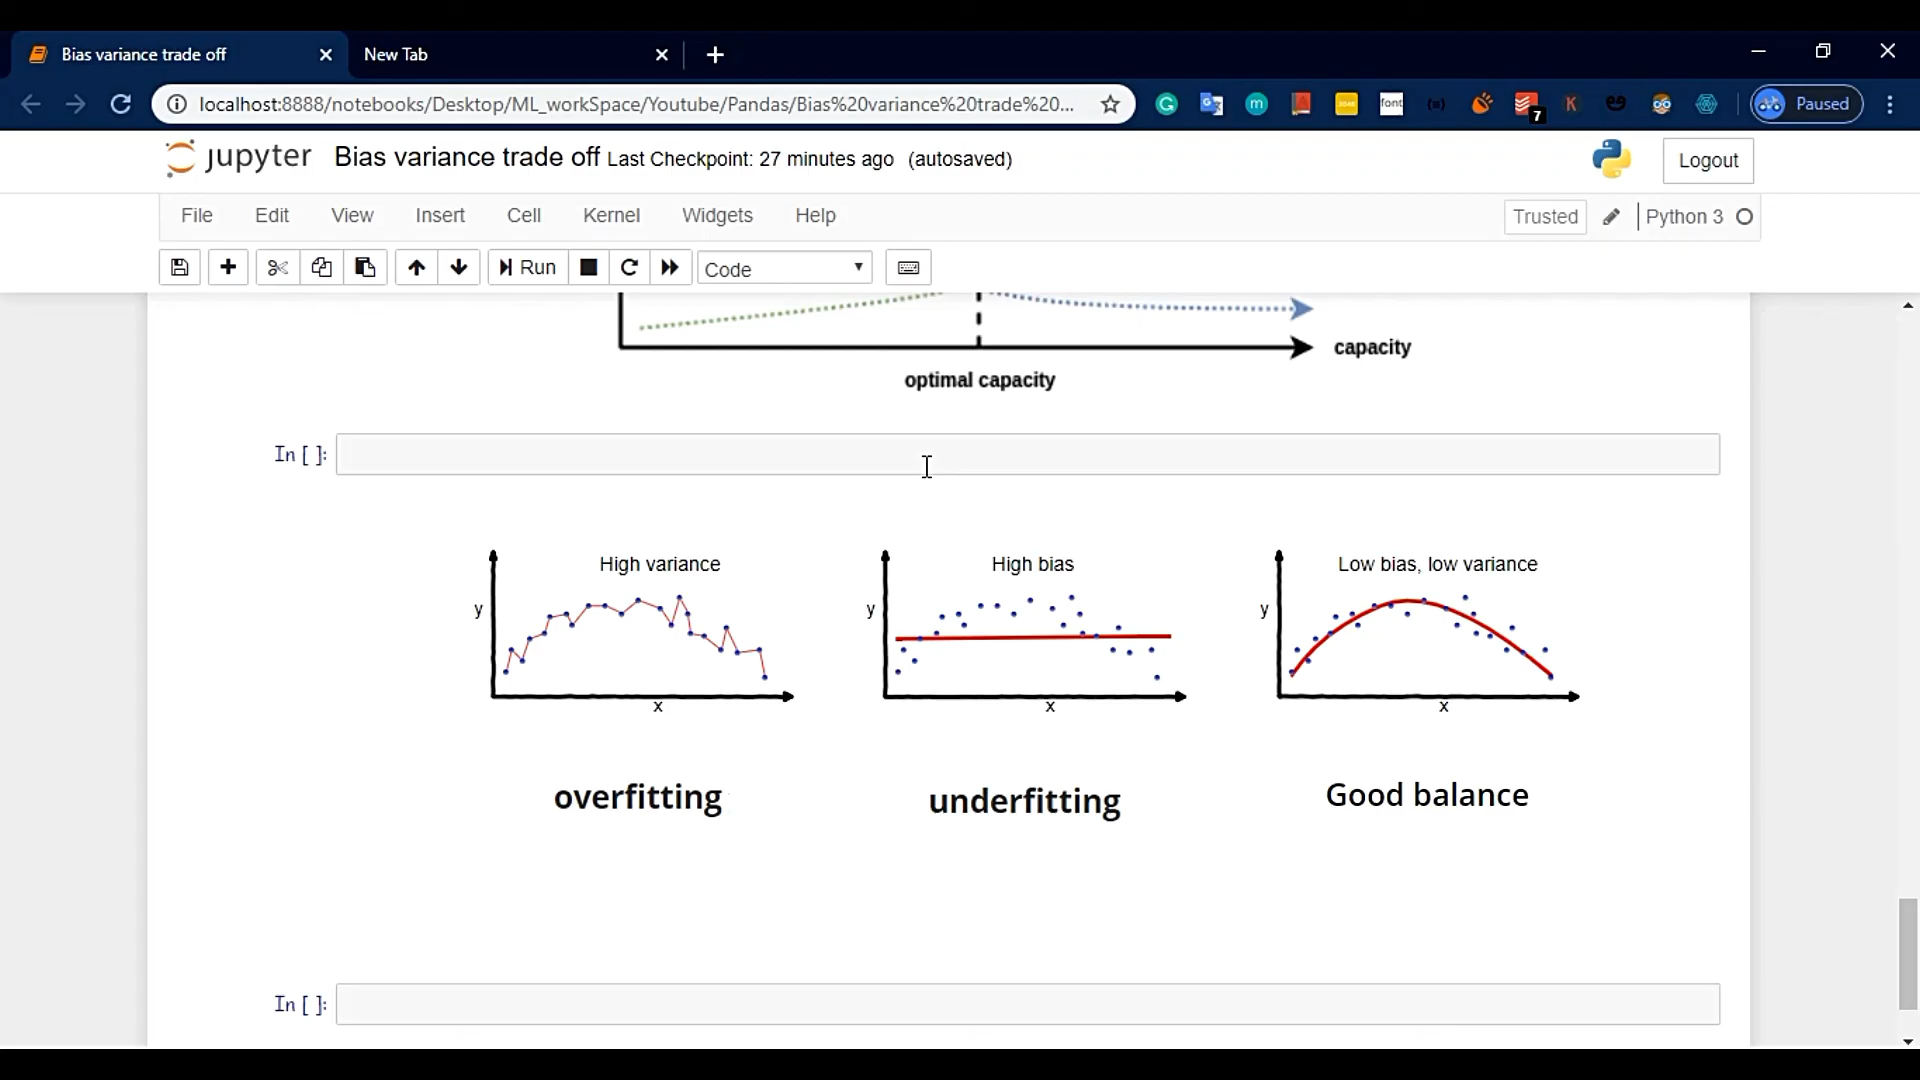 Bias variance trade off
New Tab
localhost:8888/notebooks/Desktop/ML_workSpace/Youtube/Pandas/Bias%20variance%20trade%20...
font
7
K
Paused
jupyter Bias variance trade off Last Checkpoint: 27 minutes ago (autosaved)
Logout
File Edit View Insert Cell Kernel Widgets Help
Trusted Python 3
Run Code
capacity
optimal capacity
In [ ]:
High variance
y
x
High bias
y
x
Low bias, low variance
y
x
overfitting
underfitting
Good balance
In [ ]: